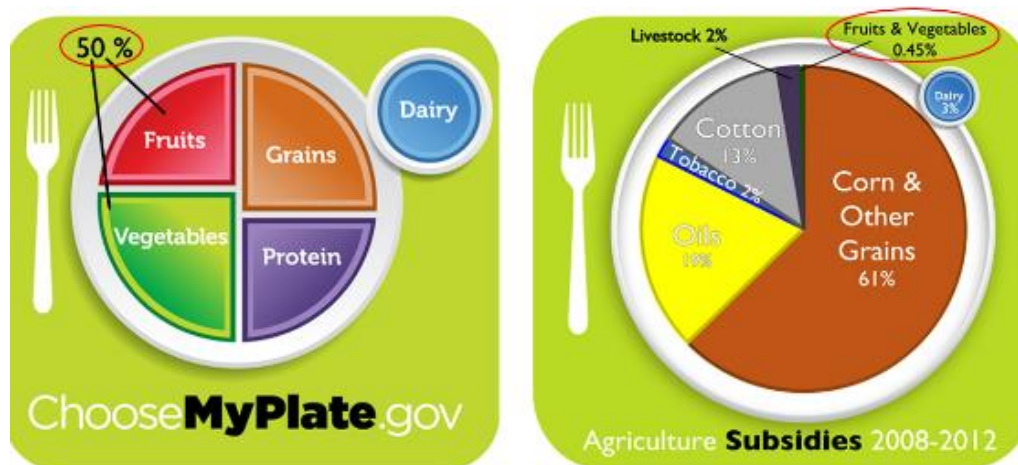 50 %
Fruits
Grains
Dairy
Vegetables
Protein
ChooseMyPlate.gov
Livestock 2%
Fruits & Vegetables
0.45%
Dairy
3%
Cotton
13%
Tobacco 2%
Corn &
Other
Grains
61%
Oils
19%
Agriculture Subsidies 2008-2012